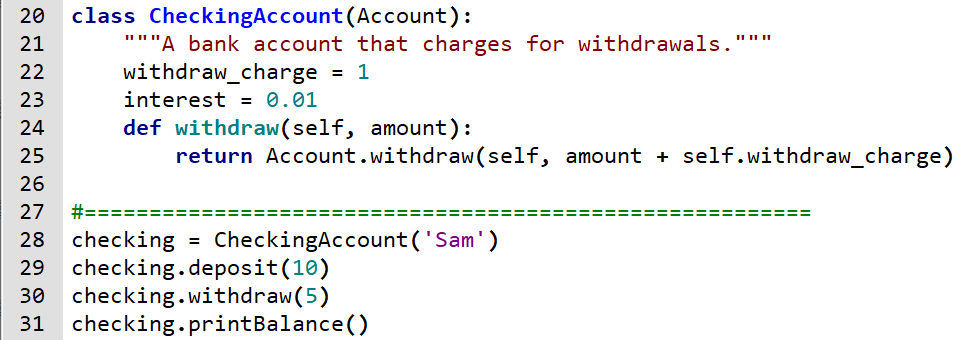 20 class CheckingAccount(Account):
21     """A bank account that charges for withdrawals."""
22     withdraw_charge = 1
23     interest = 0.01
24     def withdraw(self, amount):
25         return Account.withdraw(self, amount + self.withdraw_charge)
26
27 #========================================================
28 checking = CheckingAccount('Sam')
29 checking.deposit(10)
30 checking.withdraw(5)
31 checking.printBalance()